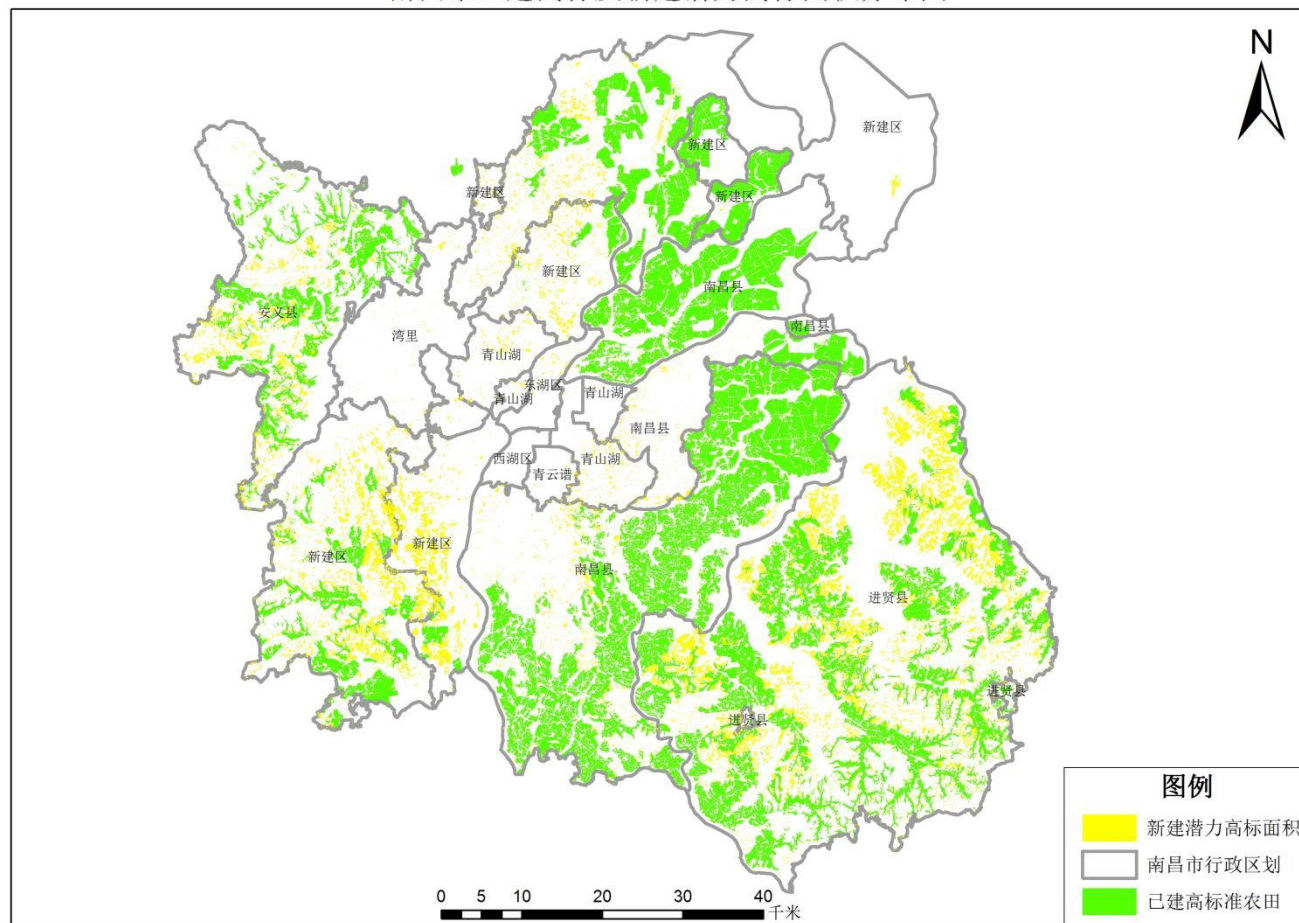 N
新建区
新建区
新建区
新建区
新建区
南昌县
安义县
南昌县
湾里
青山湖
东湖区
青山湖
青山湖
南昌县
西湖区
青山湖
青云谱
新建区
新建区
南昌县
进贤县
进贤县
进贤县
图例
新建潜力高标面积
南昌市行政区划
已建高标准农田
0 5 10 20 30 40
千米